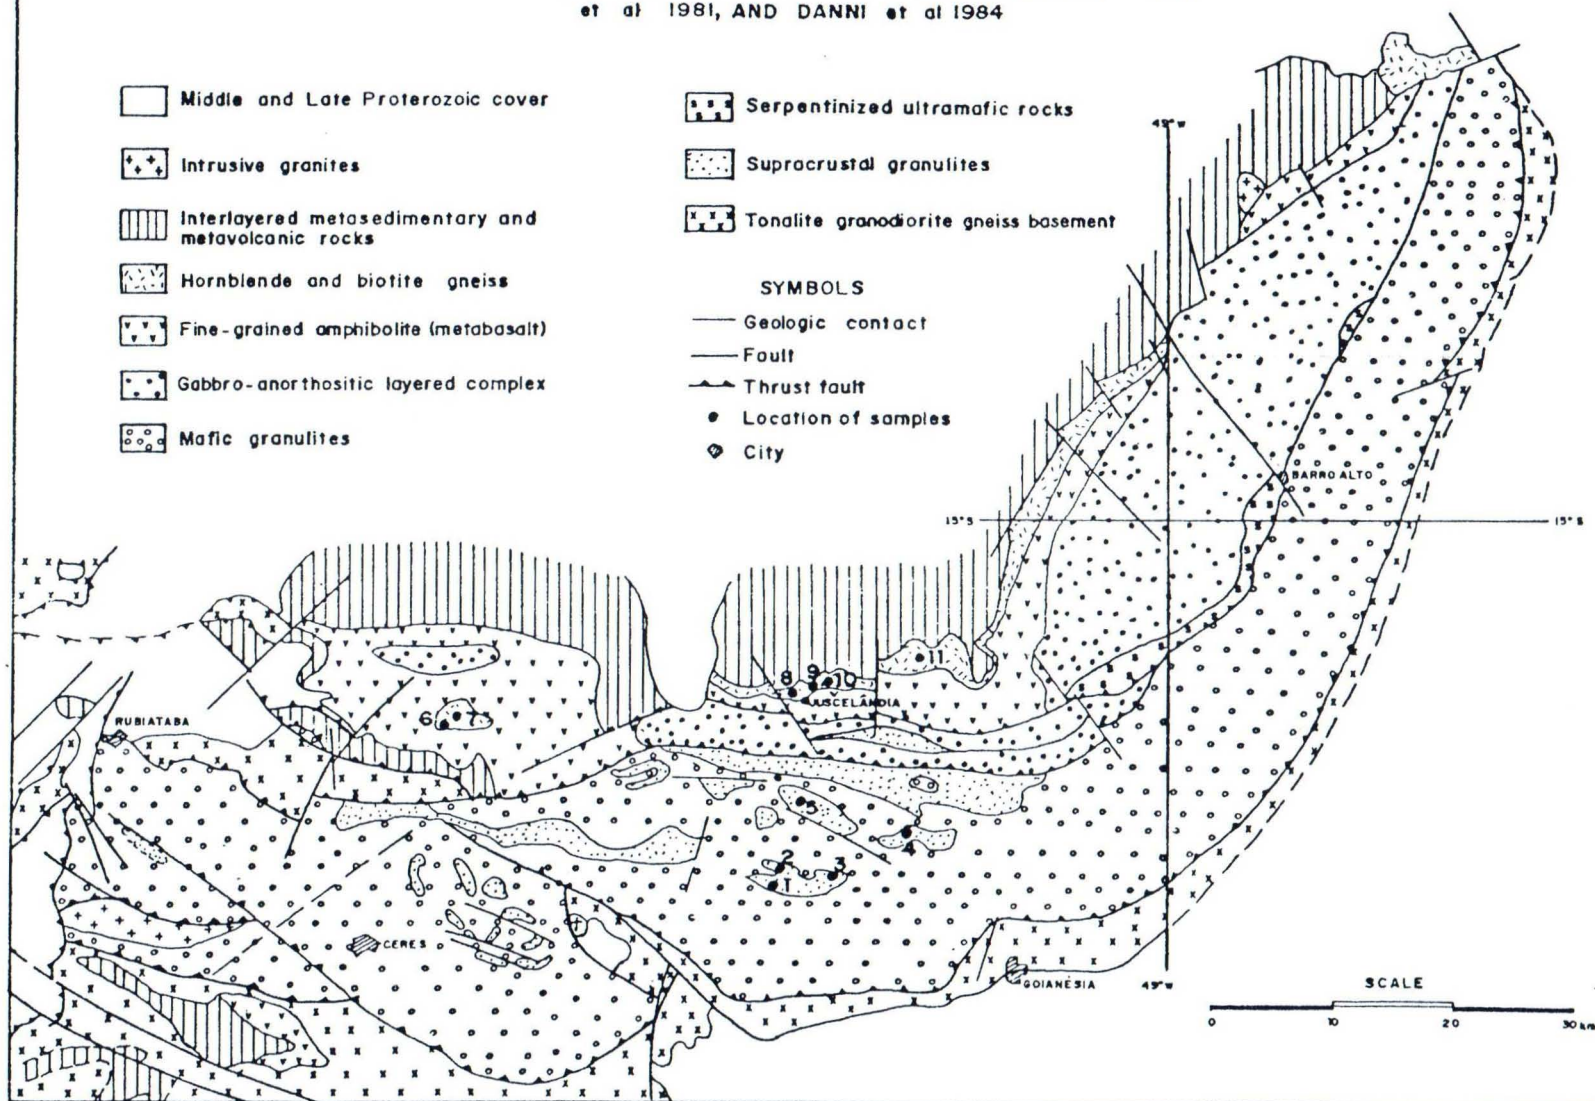 et al 1981, AND DANNI et al 1984
Middle and Late Proterozoic cover
Intrusive granites
Interlayered metasedimentary and
metavolcanic rocks
Hornblende and biotite gneiss
Fine-grained amphibolite (metabasalt)
Gabbro-anorthositic layered complex
Mafic granulites
Serpentinized ultramafic rocks
Supracrustal granulites
Tonalite granodiorite gneiss basement
SYMBOLS
Geologic contact
Fault
Thrust fault
Location of samples
City
49°W
BARRO ALTO
15°S
15°S
11
9
8
10
JUSCELÂNDIA
6
7
RUBIATABA
5
4
2
3
1
CERES
GOIANÉSIA
49°W
SCALE
0 10 20 30 km